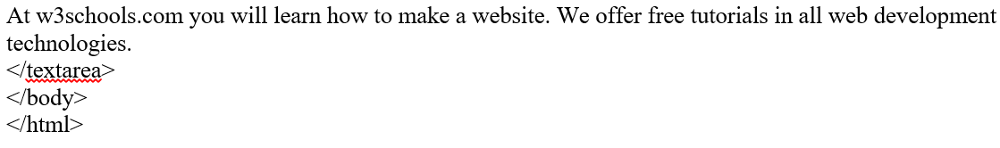 At w3schools.com you will learn how to make a website. We offer free tutorials in all web development
technologies.
</textarea>
</body>
</html>